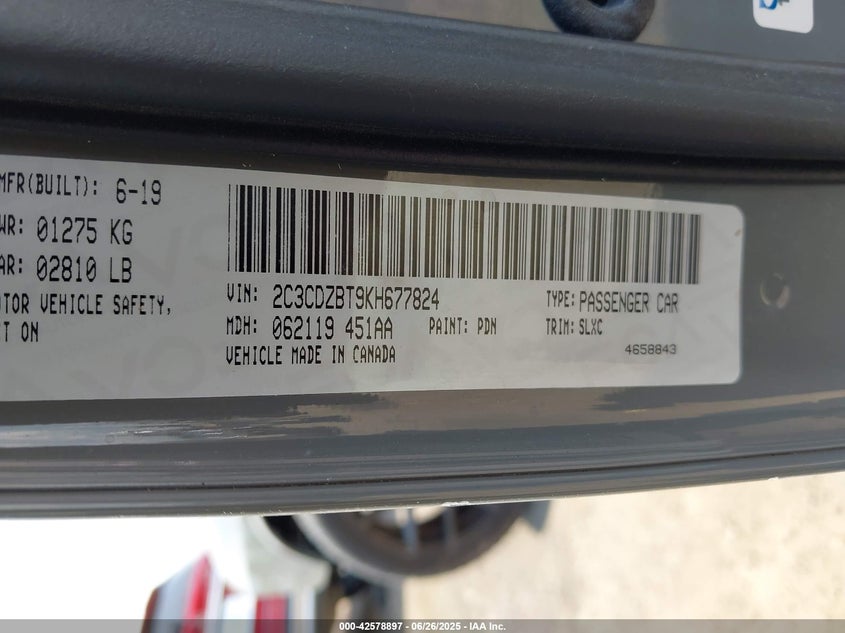 MFR(BUILT): 6-19
WR: 01275 KG
AR: 02810 LB
TOR VEHICLE SAFETY,
T ON
VIN: 2C3CDZBT9KH677824
TYPE: PASSENGER CAR
MDH: 062119 451AA
PAINT: PDN
TRIM: SLXC
VEHICLE MADE IN CANADA
4658843
000-42578897 - 06/26/2025 - IAA Inc.